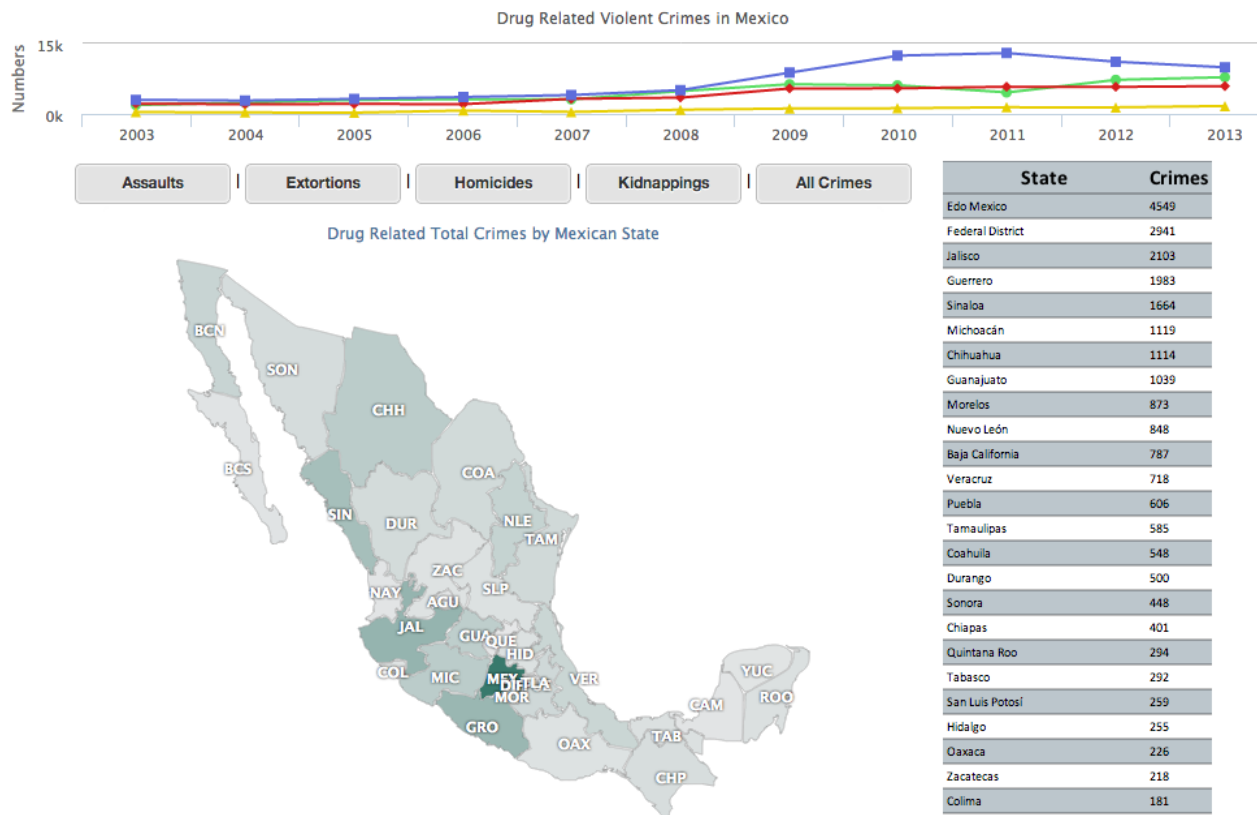 Drug Related Violent Crimes in Mexico
Numbers
15k
0k
2003 2004 2005 2006 2007 2008 2009 2010 2011 2012 2013
Assaults | Extortions | Homicides | Kidnappings | All Crimes
Drug Related Total Crimes by Mexican State
BCN
SON
CHH
BCS
COA
SIN
DUR
NLE
TAM
ZAC
NAY
SLP
AGU
JAL
GUA
QUE
HID
COL
MIC
MEX
DIF
TLA
VER
MOR
GRO
OAX
YUC
CAM
ROO
TAB
CHP
State Crimes
Edo Mexico 4549
Federal District 2941
Jalisco 2103
Guerrero 1983
Sinaloa 1664
Michoacán 1119
Chihuahua 1114
Guanajuato 1039
Morelos 873
Nuevo León 848
Baja California 787
Veracruz 718
Puebla 606
Tamaulipas 585
Coahuila 548
Durango 500
Sonora 448
Chiapas 401
Quintana Roo 294
Tabasco 292
San Luis Potosí 259
Hidalgo 255
Oaxaca 226
Zacatecas 218
Colima 181